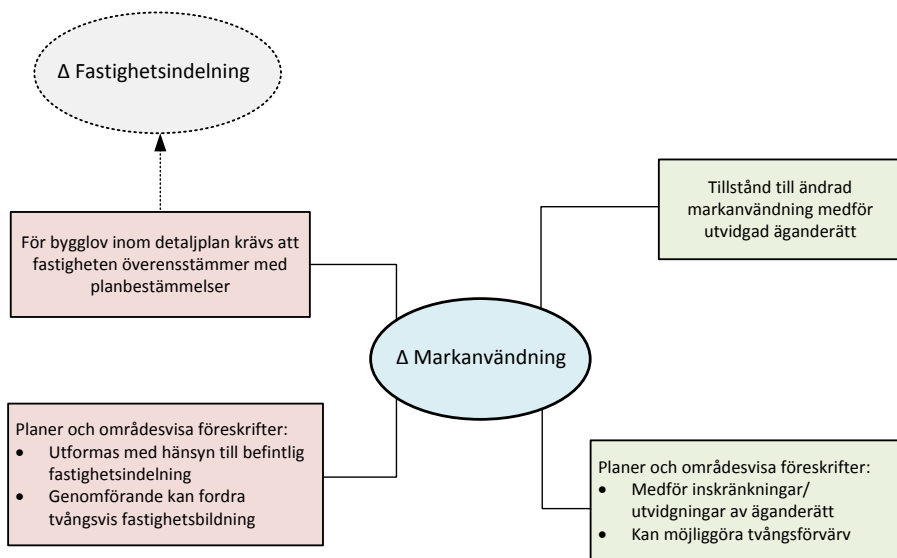 Δ Fastighetsindelning
För bygglov inom detaljplan krävs att
fastigheten överensstämmer med
planbestämmelser
Tillstånd till ändrad
markanvändning medför
utvidgad äganderätt
Δ Markanvändning
Planer och områdesvisa föreskrifter:
• Utformas med hänsyn till befintlig
fastighetsindelning
• Genomförande kan fordra
tvångsvis fastighetsbildning
Planer och områdesvisa föreskrifter:
• Medför inskränkningar/
utvidgningar av äganderätt
• Kan möjliggöra tvångsförvärv